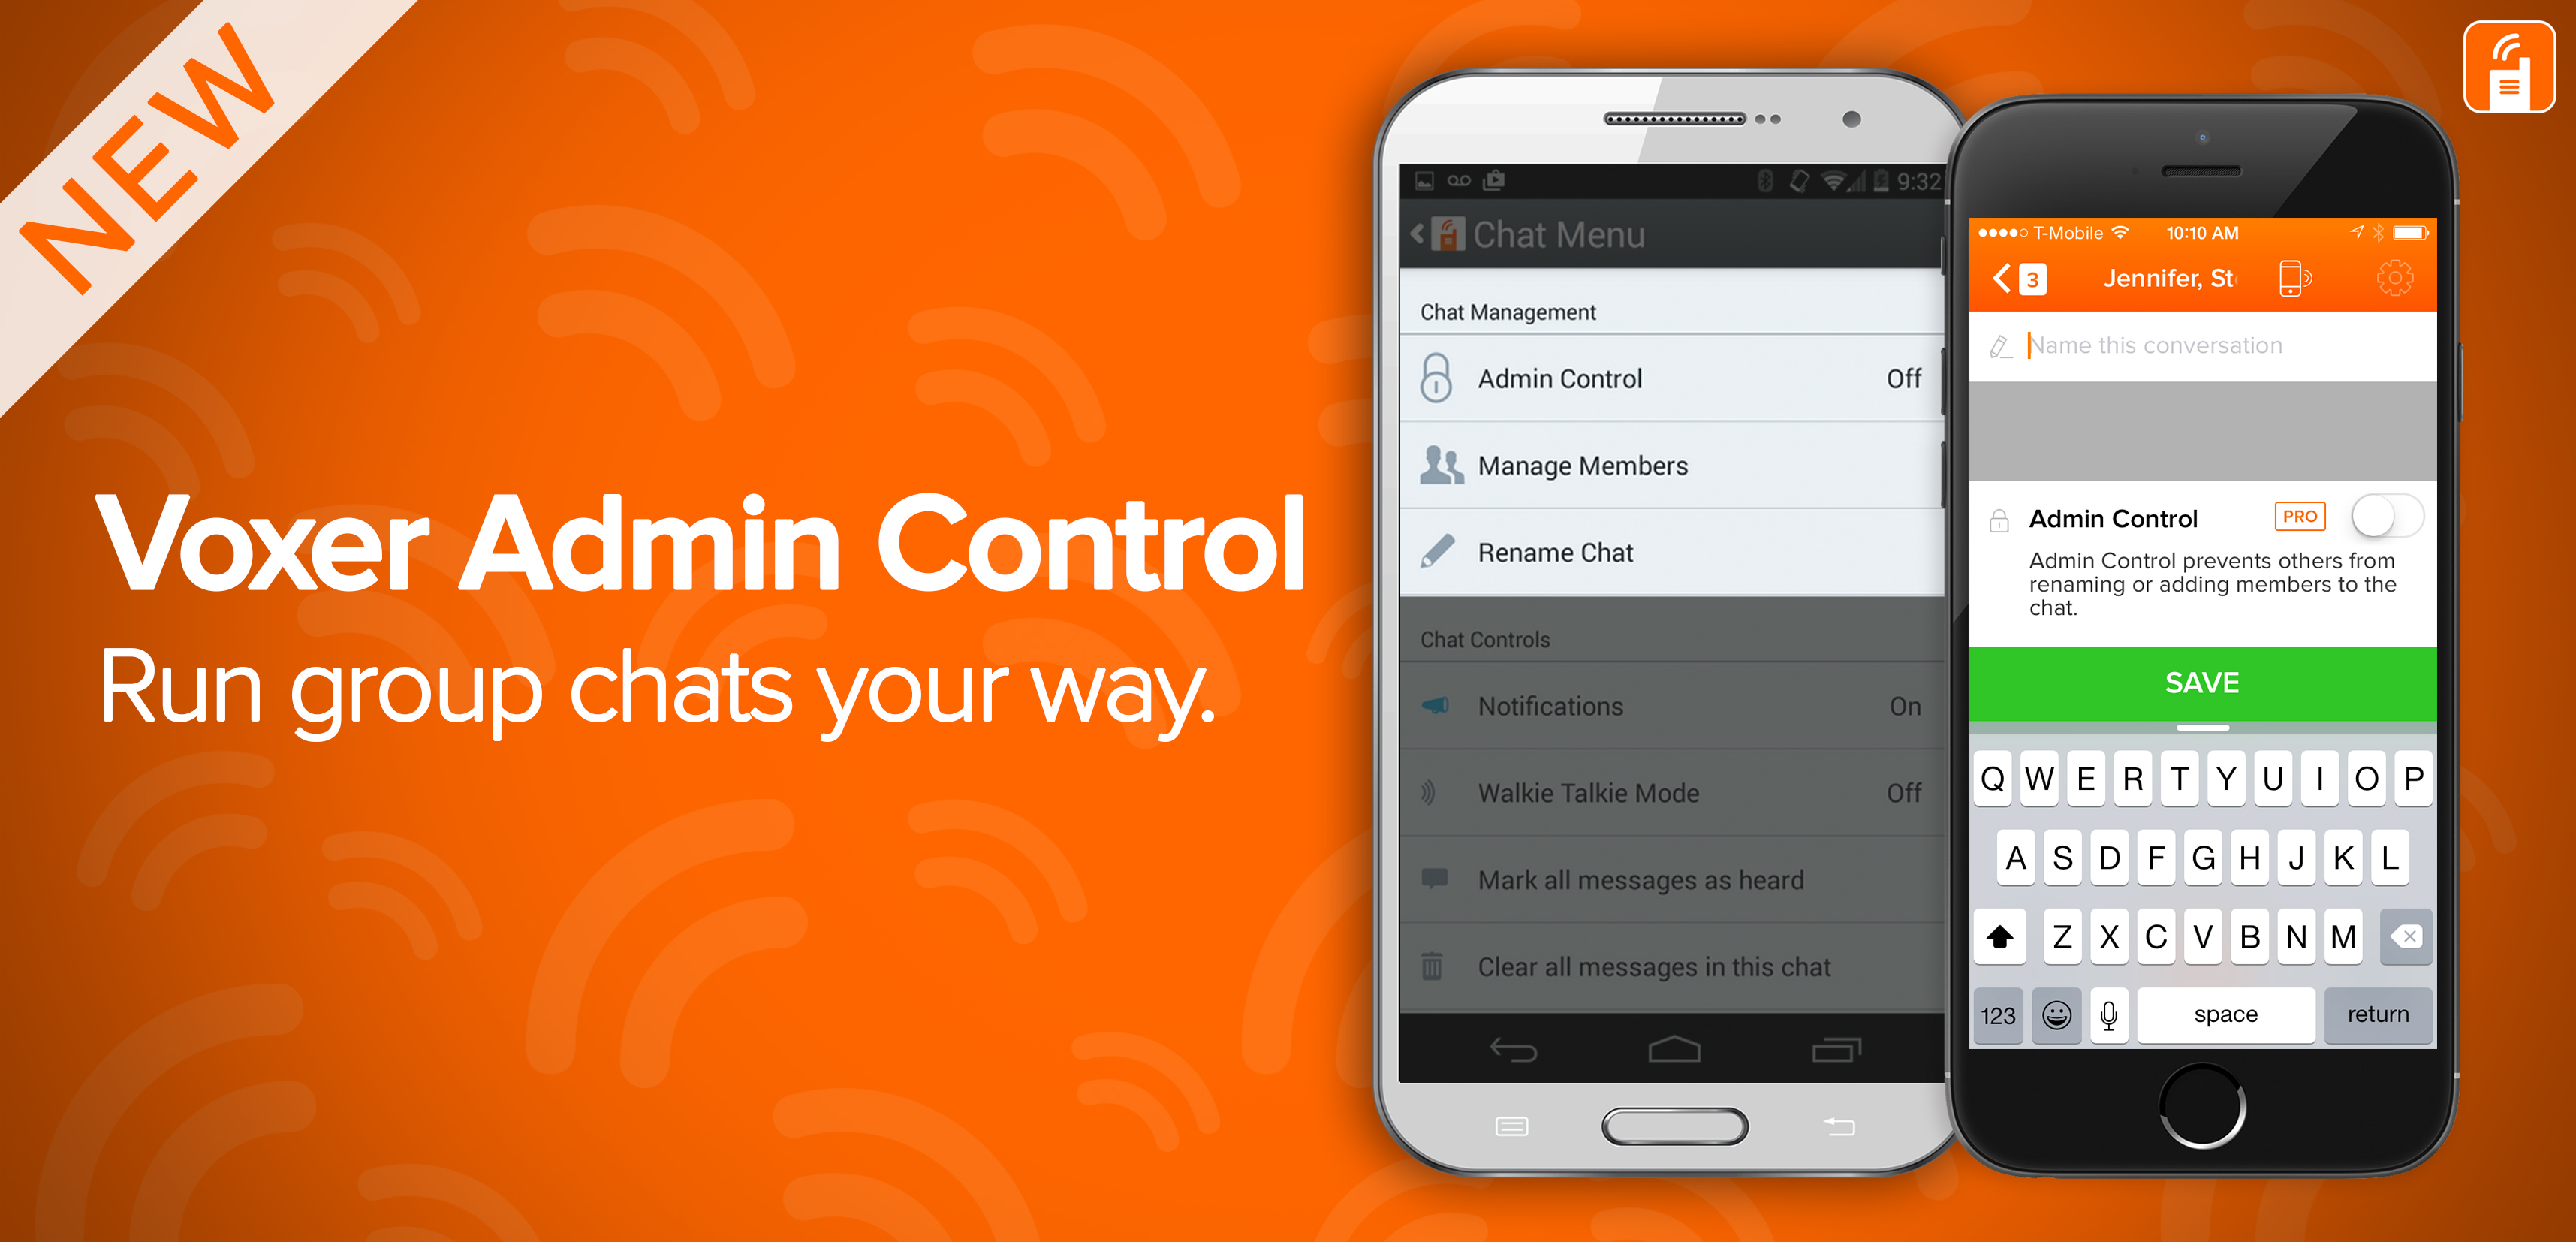 NEW
Voxer Admin Control
Run group chats your way.
9:32
Chat Menu
Chat Management
Admin Control Off
Manage Members
Rename Chat
Chat Controls
Notifications On
Walkie Talkie Mode Off
Mark all messages as heard
Clear all messages in this chat
T-Mobile 10:10 AM
3 Jennifer, St
Name this conversation
Admin Control PRO
Admin Control prevents others from
renaming or adding members to the
chat.
SAVE
Q W E R T Y U I O P
A S D F G H J K L
Z X C V B N M
123 space return